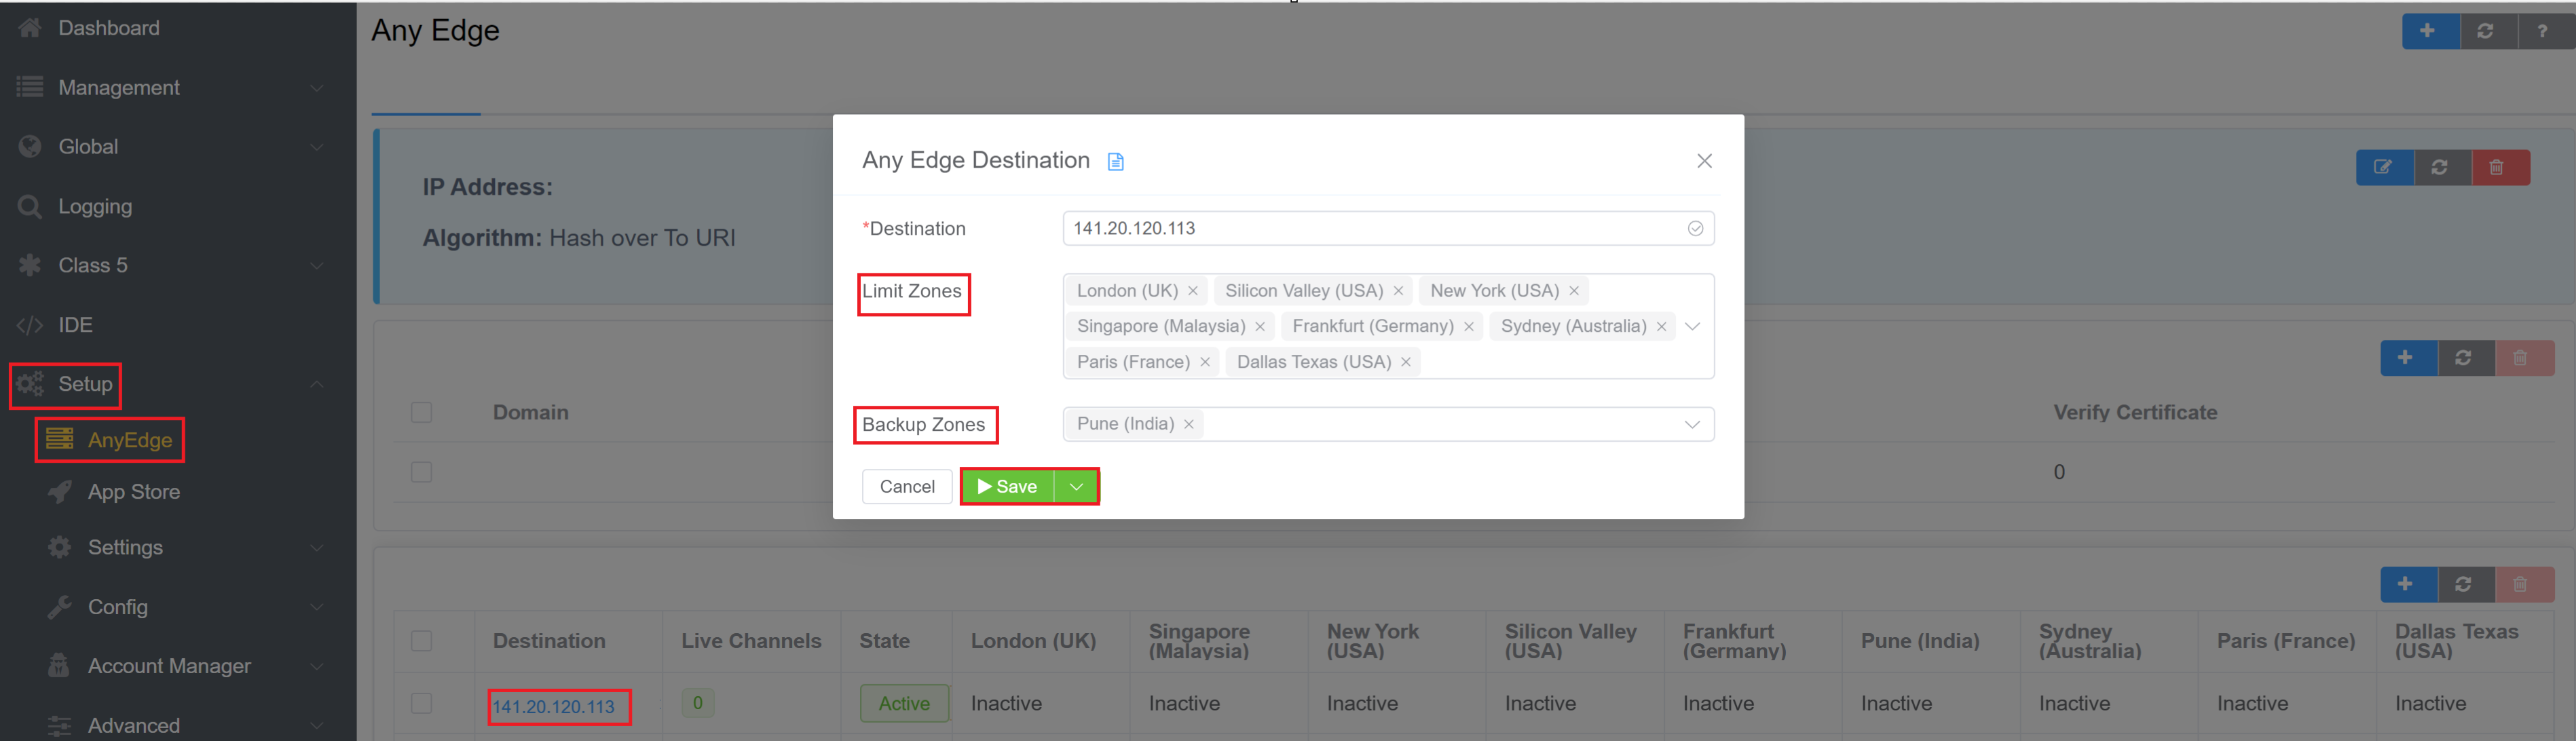 Dashboard
Management
Global
Logging
Class 5
IDE
Setup
AnyEdge
App Store
Settings
Config
Account Manager
Advanced
Any Edge
IP Address:
Algorithm: Hash over To URI
Any Edge Destination
*Destination 141.20.120.113
Limit Zones London (UK) Silicon Valley (USA) New York (USA)
Singapore (Malaysia) Frankfurt (Germany) Sydney (Australia)
Paris (France) Dallas Texas (USA)
Backup Zones Pune (India)
Cancel Save
Domain Verify Certificate
0
Destination Live Channels State London (UK) Singapore (Malaysia) New York (USA) Silicon Valley (USA) Frankfurt (Germany) Pune (India) Sydney (Australia) Paris (France) Dallas Texas (USA)
141.20.120.113 0 Active Inactive Inactive Inactive Inactive Inactive Inactive Inactive Inactive Inactive